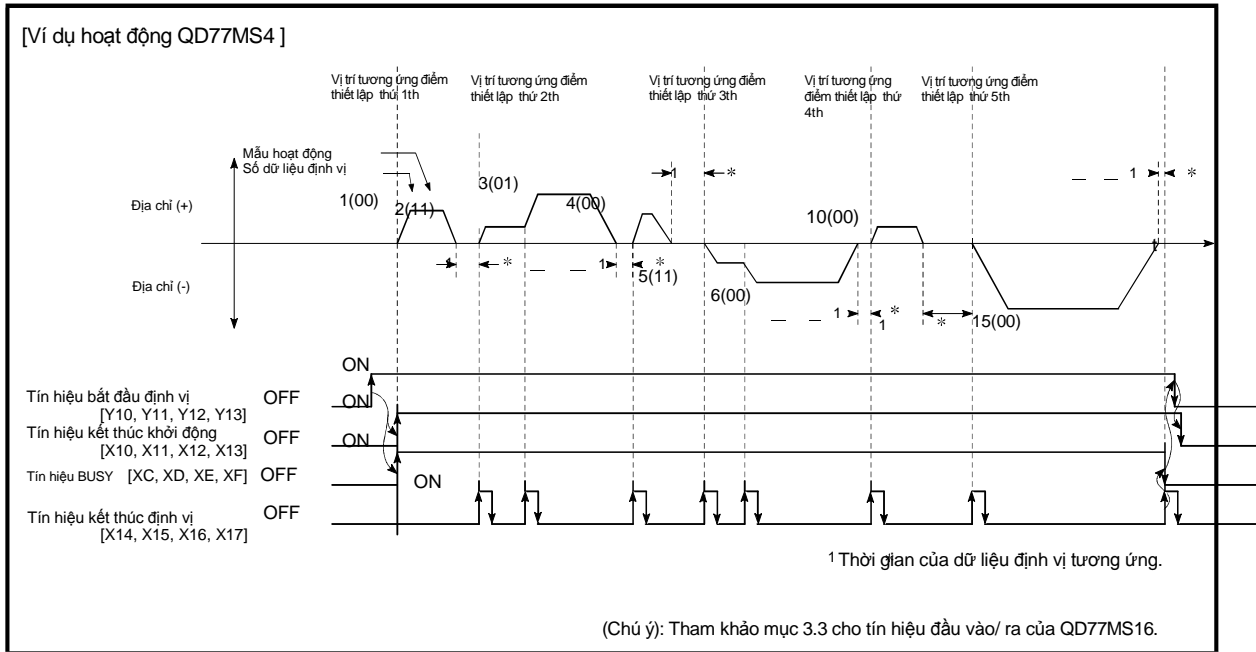 [Ví dụ hoạt động QD77MS4 ]
Vị trí tương ứng điểm
thiết lập thứ 1th
Vị trí tương ứng điểm
thiết lập thứ 2th
Vị trí tương ứng điểm
thiết lập thứ 3th
Vị trí tương ứng
điểm thiết lập thứ
4th
Vị trí tương ứng điểm
thiết lập thứ 5th
Mẫu hoạt động
Số dữ liệu định vị
1 *
1 *
3(01)
1(00)
2(11)
4(00)
10(00)
Địa chỉ (+)
1 *
1 *
5(11)
1
Địa chỉ (-)
6(00)
1 *
1
*
15(00)
ON
Tín hiệu bắt đầu định vị OFF
[Y10, Y11, Y12, Y13]
ON
Tín hiệu kết thúc khởi động OFF
[X10, X11, X12, X13]
ON
Tín hiệu BUSY [XC, XD, XE, XF] OFF
ON
Tín hiệu kết thúc định vị OFF
[X14, X15, X16, X17]
1 Thời gian của dữ liệu định vị tương ứng.
(Chú ý): Tham khảo mục 3.3 cho tín hiệu đầu vào/ ra của QD77MS16.